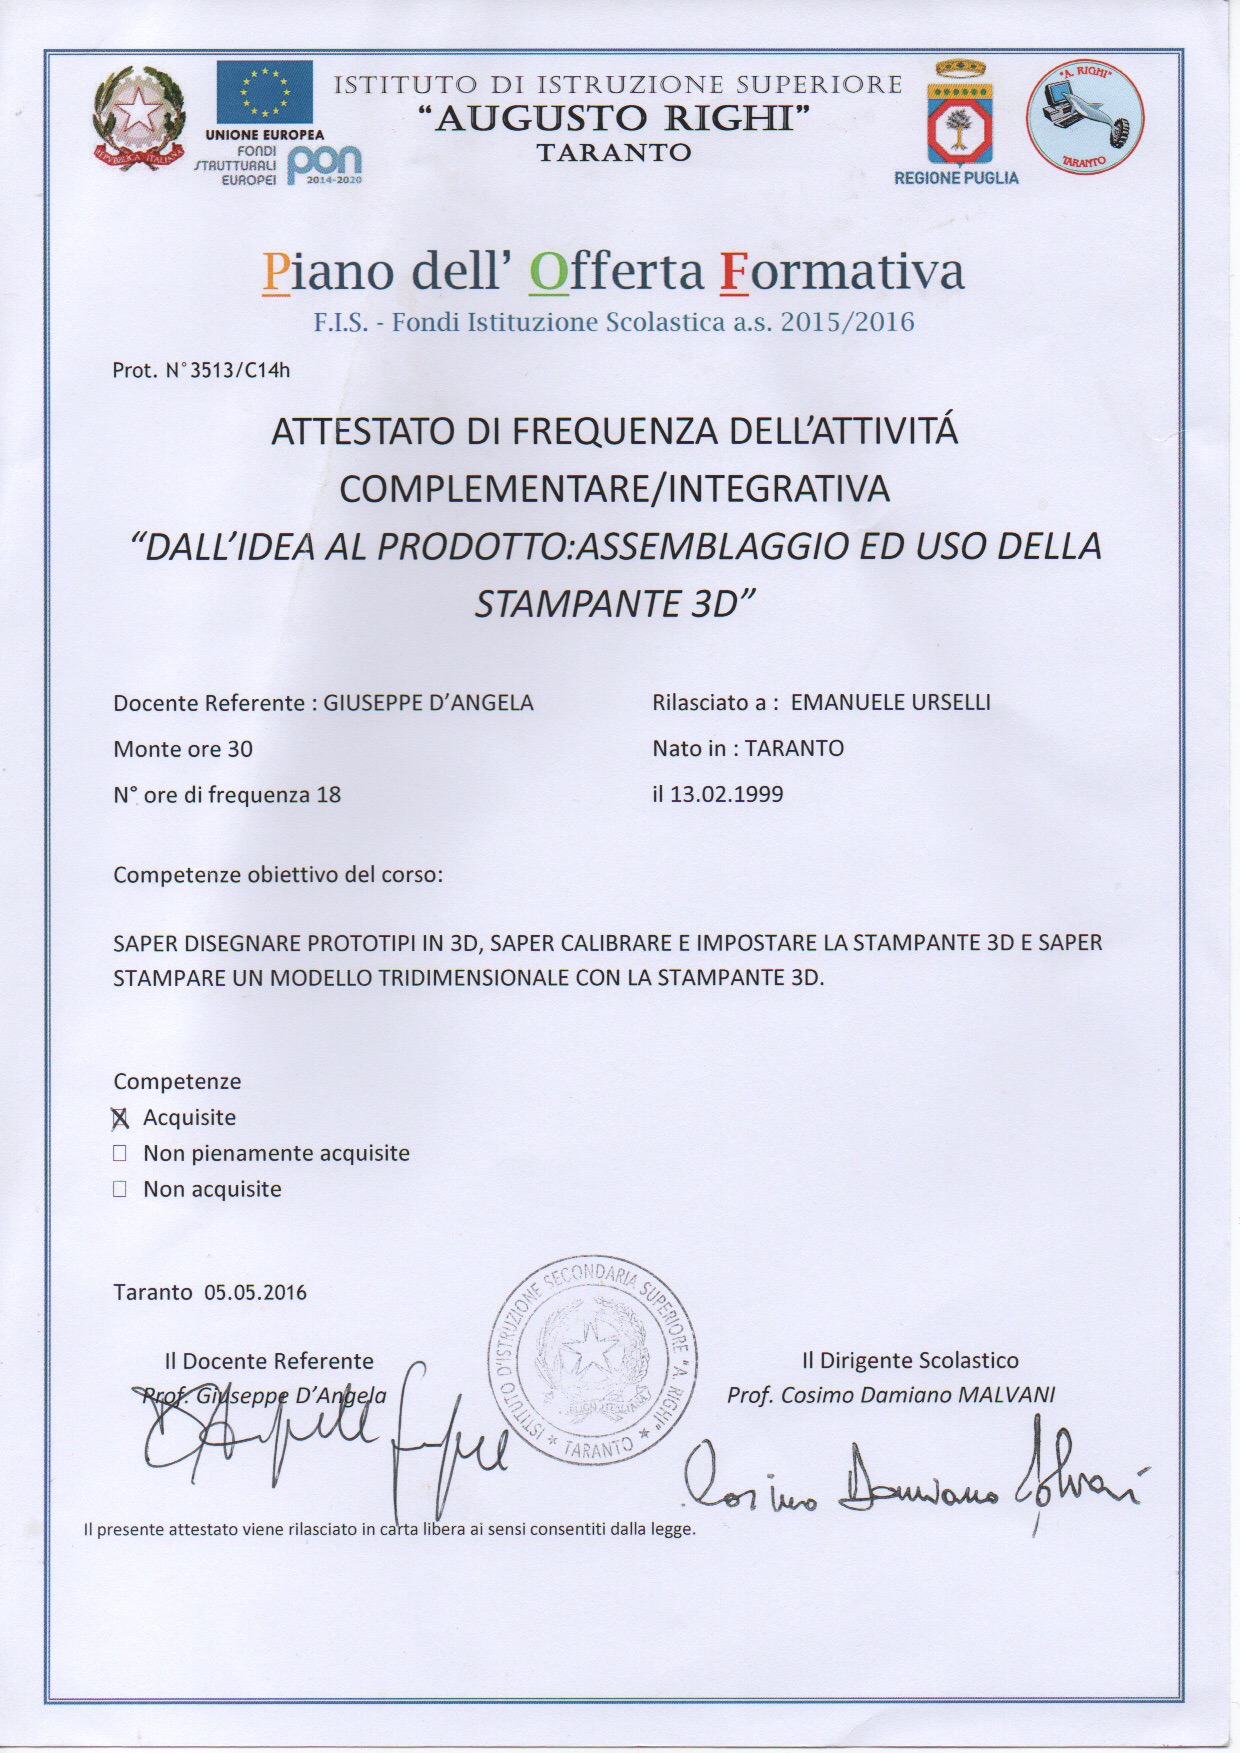 ISTITUTO DI ISTRUZIONE SUPERIORE
"AUGUSTO RIGHI"
TARANTO
REPVBBLICA ITALIANA
UNIONE EUROPEA
FONDI
STRUTTURALI
EUROPEI
pon
2014-2020
REGIONE PUGLIA
"A. RIGHI"
TARANTO
Piano dell' Offerta Formativa
F.I.S. - Fondi Istituzione Scolastica a.s. 2015/2016
Prot. N°3513/C14h
ATTESTATO DI FREQUENZA DELL'ATTIVITÁ
COMPLEMENTARE/INTEGRATIVA
"DALL'IDEA AL PRODOTTO:ASSEMBLAGGIO ED USO DELLA
STAMPANTE 3D"
Docente Referente : GIUSEPPE D'ANGELA
Rilasciato a : EMANUELE URSELLI
Monte ore 30
Nato in : TARANTO
N° ore di frequenza 18
il 13.02.1999
Competenze obiettivo del corso:
SAPER DISEGNARE PROTOTIPI IN 3D, SAPER CALIBRARE E IMPOSTARE LA STAMPANTE 3D E SAPER
STAMPARE UN MODELLO TRIDIMENSIONALE CON LA STAMPANTE 3D.
Competenze
Acquisite
Non pienamente acquisite
Non acquisite
Taranto 05.05.2016
ISTITUTO D'ISTRUZIONE SECONDARIA SUPERIORE "A. RIGHI"
* TARANTO *
Il Docente Referente
Prof. Giuseppe D'Angela
Il Dirigente Scolastico
Prof. Cosimo Damiano MALVANI
D'Angela Giuseppe
Cosimo Damiano Malvani
Il presente attestato viene rilasciato in carta libera ai sensi consentiti dalla legge.